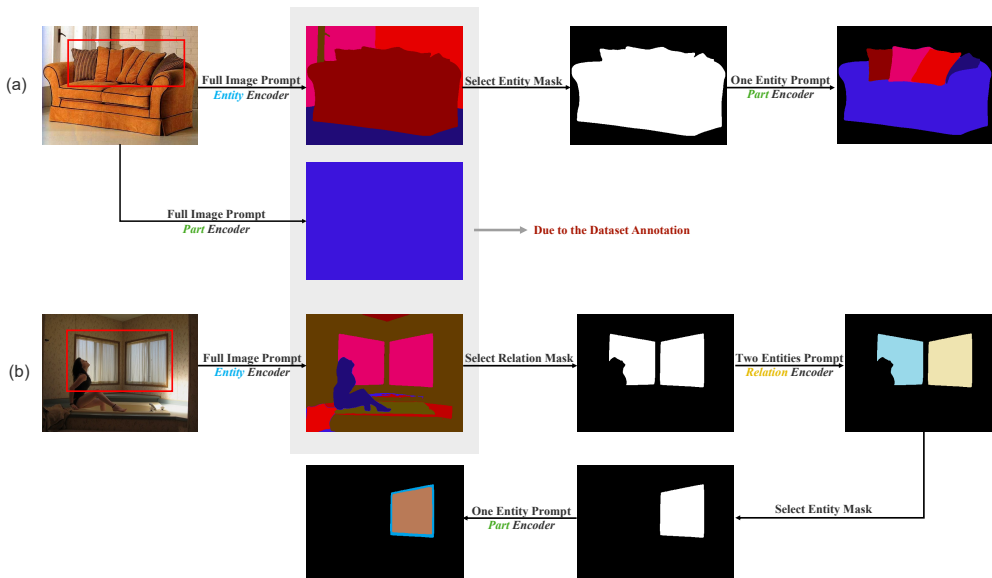 (a)
Full Image Prompt
Entity Encoder
Select Entity Mask
One Entity Prompt
Part Encoder
Full Image Prompt
Part Encoder
Due to the Dataset Annotation
(b)
Full Image Prompt
Entity Encoder
Select Relation Mask
Two Entities Prompt
Relation Encoder
One Entity Prompt
Part Encoder
Select Entity Mask